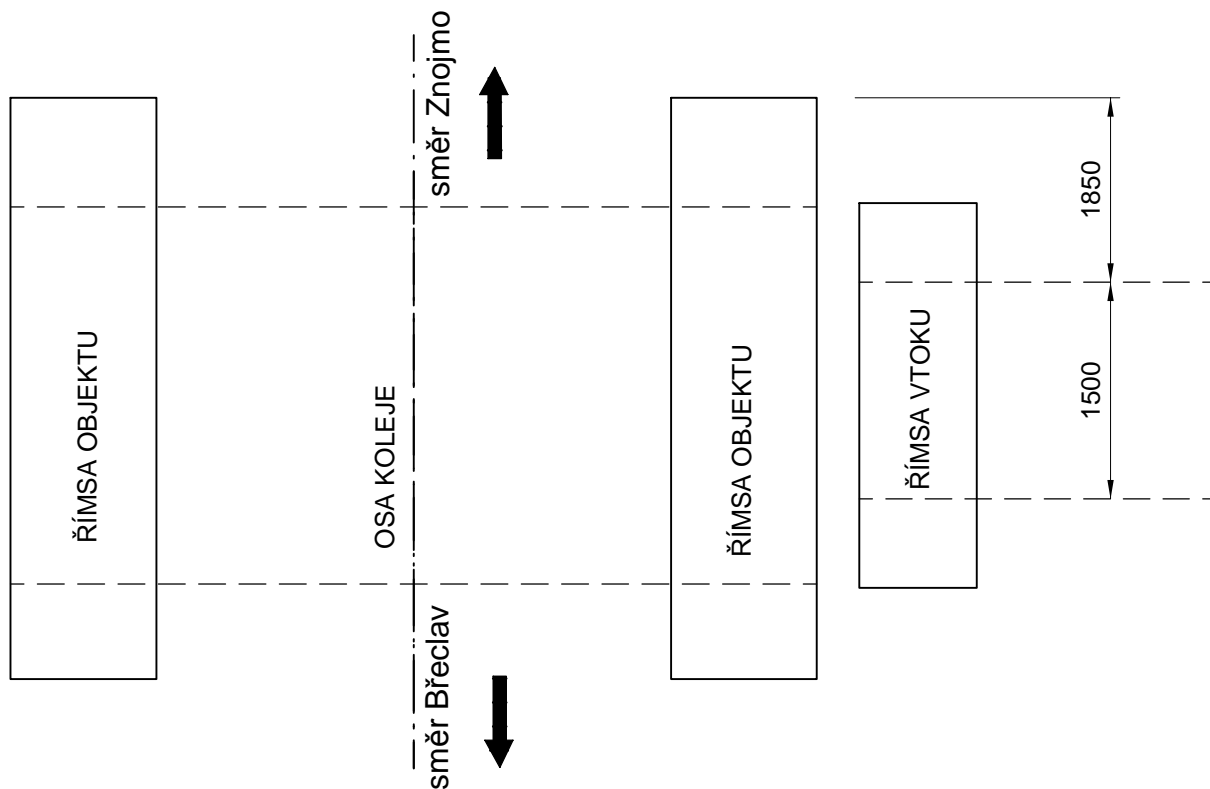 ŘÍMSA OBJEKTU
OSA KOLEJE
směr Břeclav
směr Znojmo
ŘÍMSA OBJEKTU
ŘÍMSA VTOKU
1500
1850